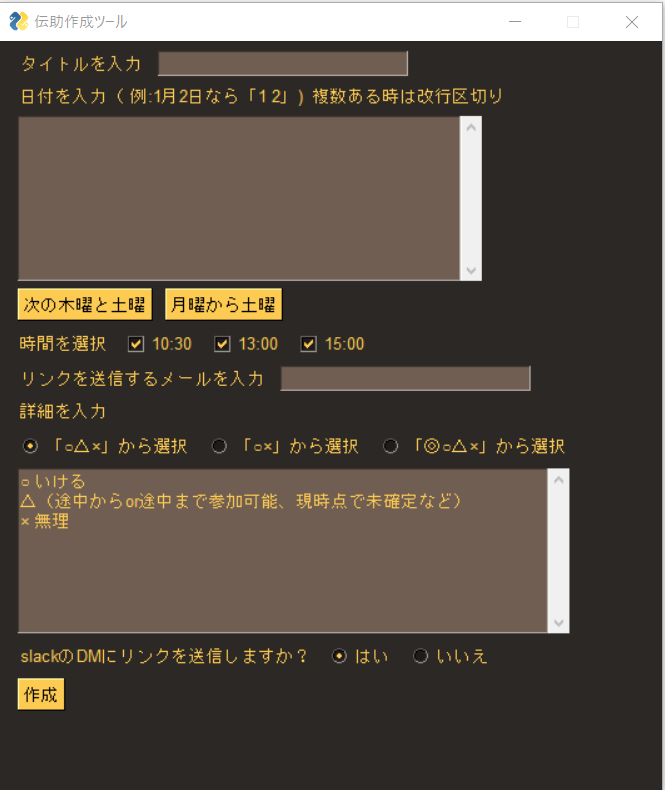 伝助作成ツール
タイトルを入力
日付を入力（ 例:1月2日なら「1 2」）複数ある時は改行区切り
次の木曜と土曜 月曜から土曜
時間を選択 10:30 13:00 15:00
リンクを送信するメールを入力
詳細を入力
「○△×」から選択 「○×」から選択 「◎○△×」から選択
○ いける
△（途中からor途中まで参加可能、現時点で未確定など）
× 無理
slackのDMにリンクを送信しますか？ はい いいえ
作成